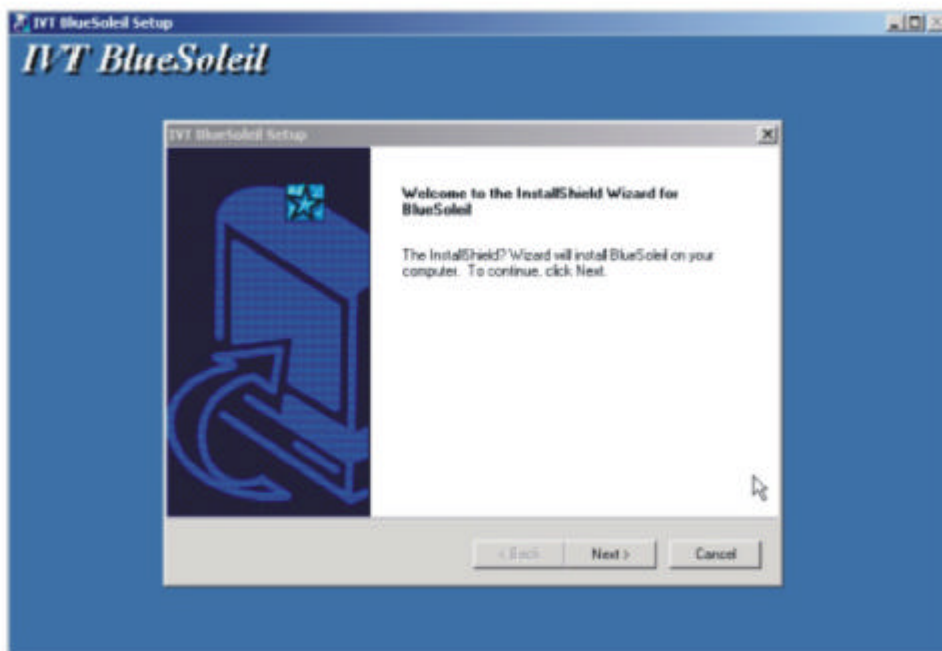 IVT BlueSoleil Setup
IVT BlueSoleil
IVT BlueSoleil Setup
Welcome to the InstallShield Wizard for
BlueSoleil
The InstallShield? Wizard will install BlueSoleil on your
computer. To continue, click Next.
< Back
Next >
Cancel